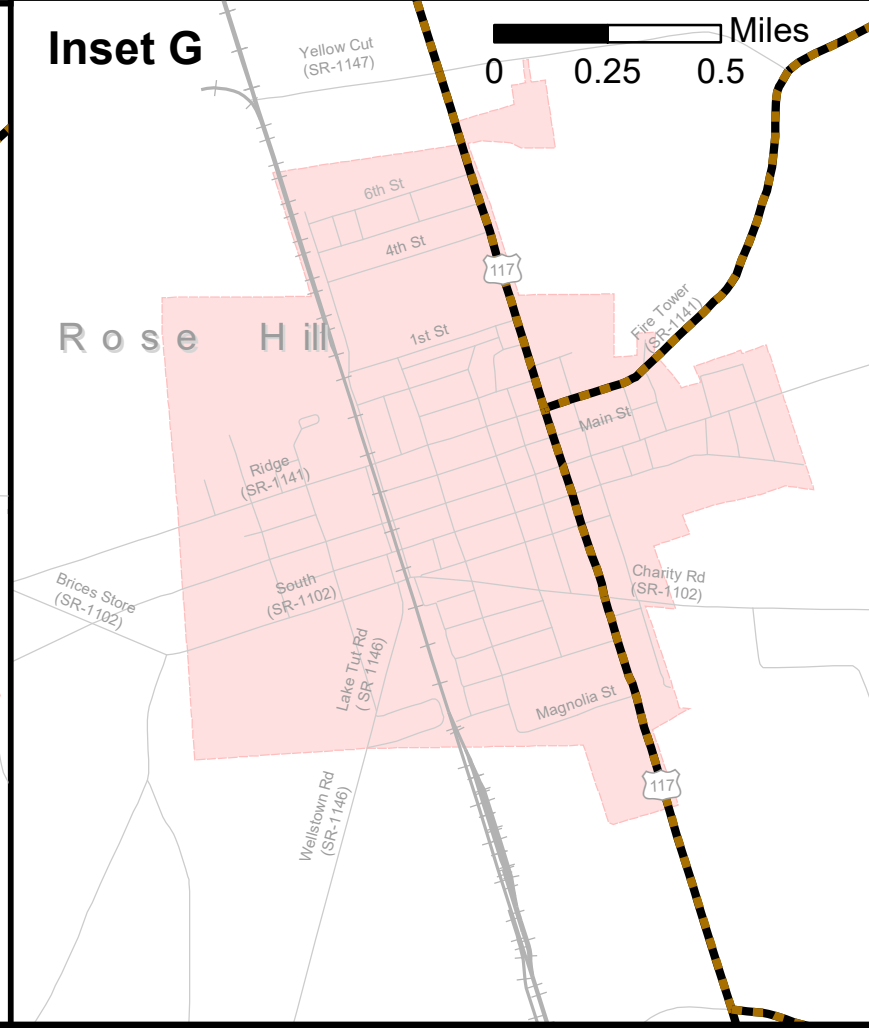 Inset G
Miles
0 0.25 0.5
Yellow Cut
(SR-1147)
6th St
4th St
117
Fire Tower
(SR-1141)
Rose Hill
1st St
Main St
Ridge
(SR-1141)
Brices Store
(SR-1102)
South
(SR-1102)
Charity Rd
(SR-1102)
Lake Tut Rd
( SR 1146)
Magnolia St
117
Wellstown Rd
(SR-1146)